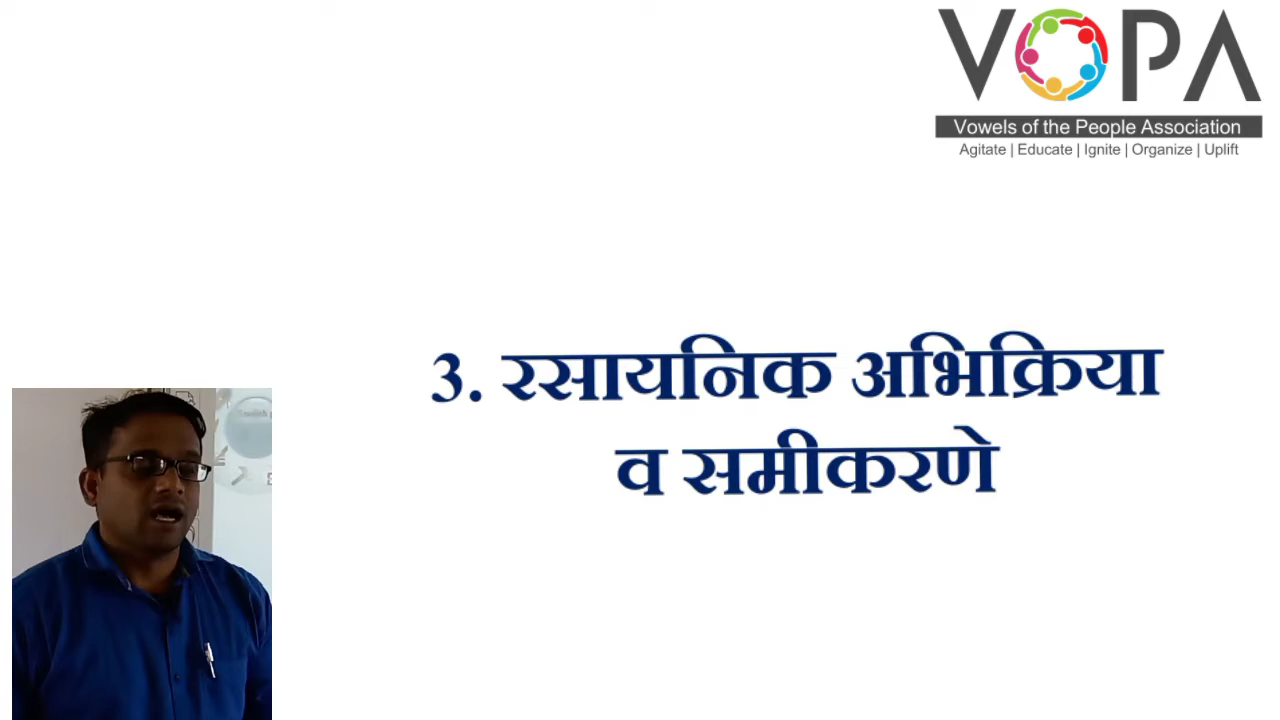 VOPA
Vowels of the People Association
Agitate | Educate | Ignite | Organize | Uplift
3. रसायनिक अभिक्रिया
व समीकरणे